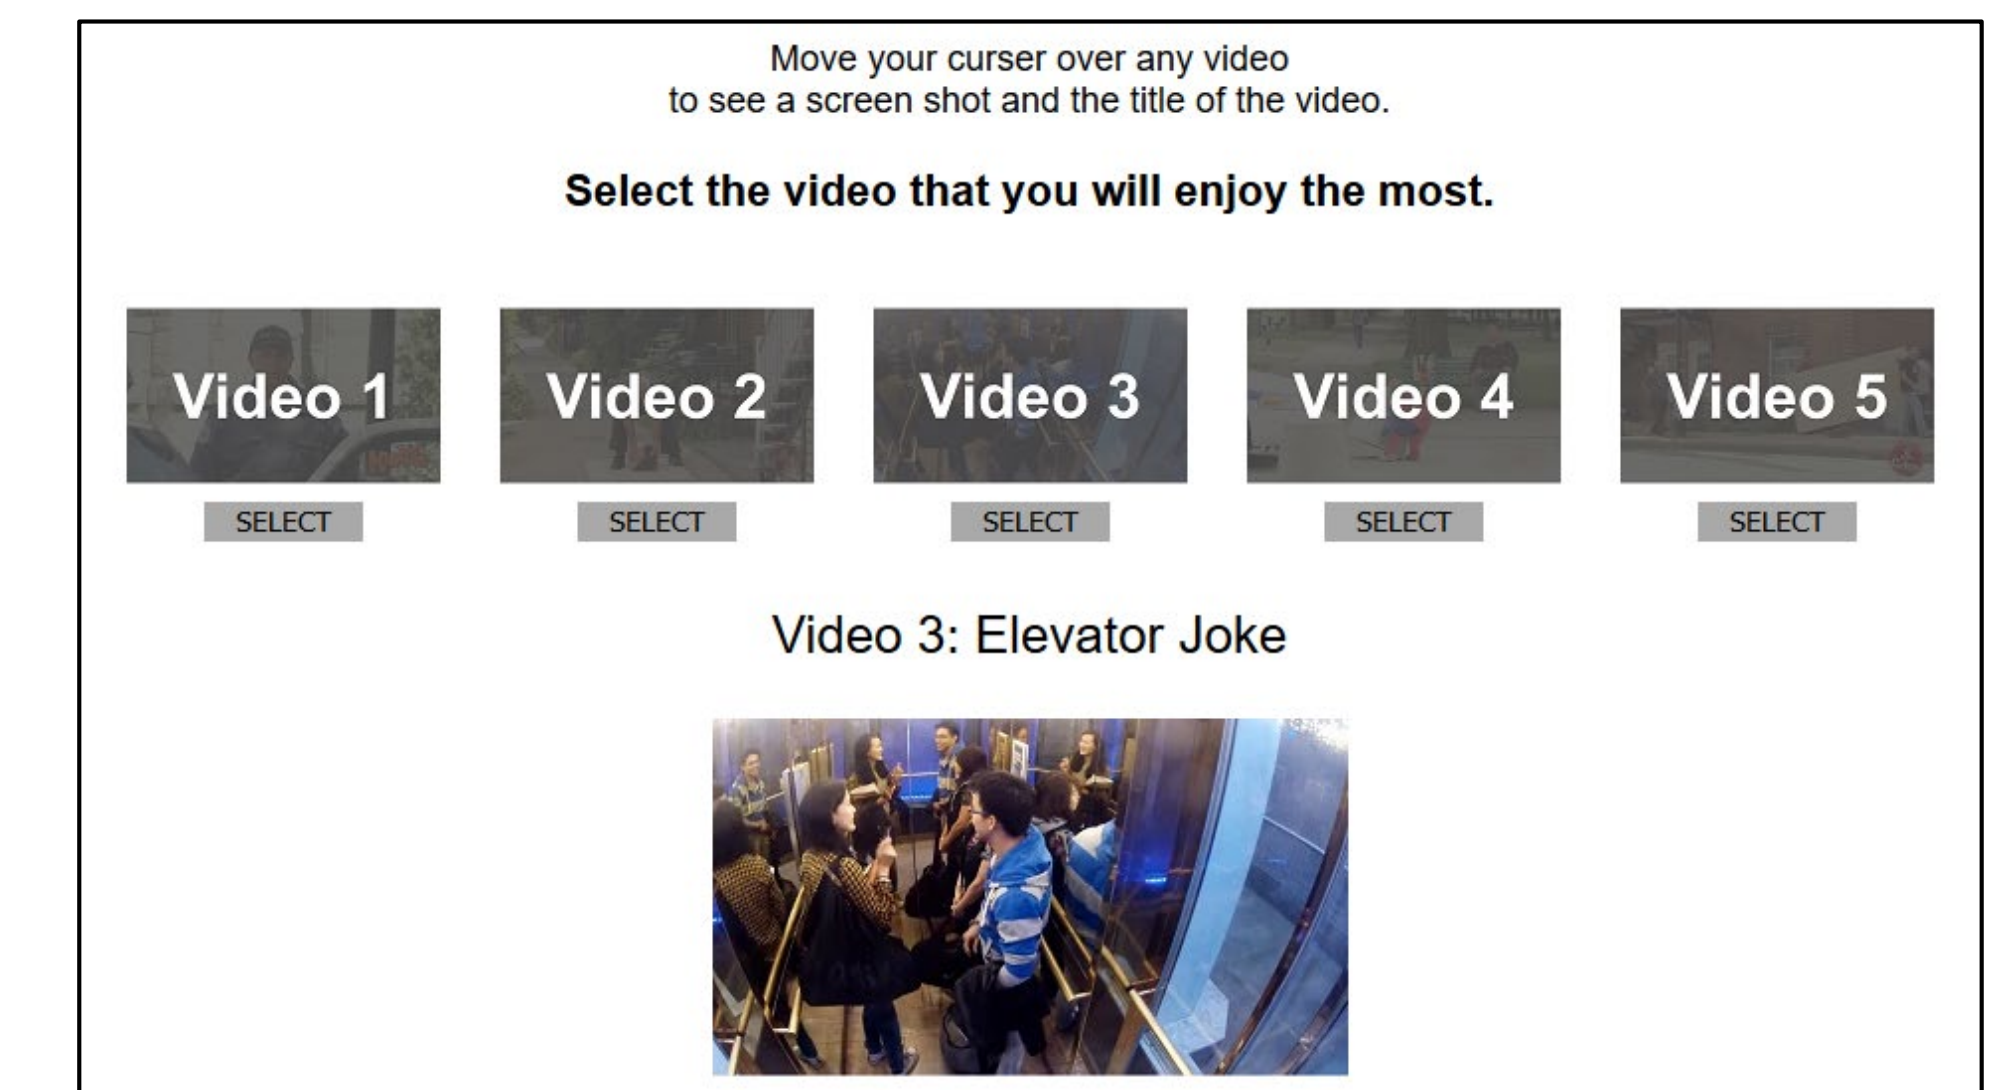 Move your curser over any video
to see a screen shot and the title of the video.
Select the video that you will enjoy the most.
Video 1
Video 2
Video 3
Video 4
Video 5
SELECT
SELECT
SELECT
SELECT
SELECT
Video 3: Elevator Joke